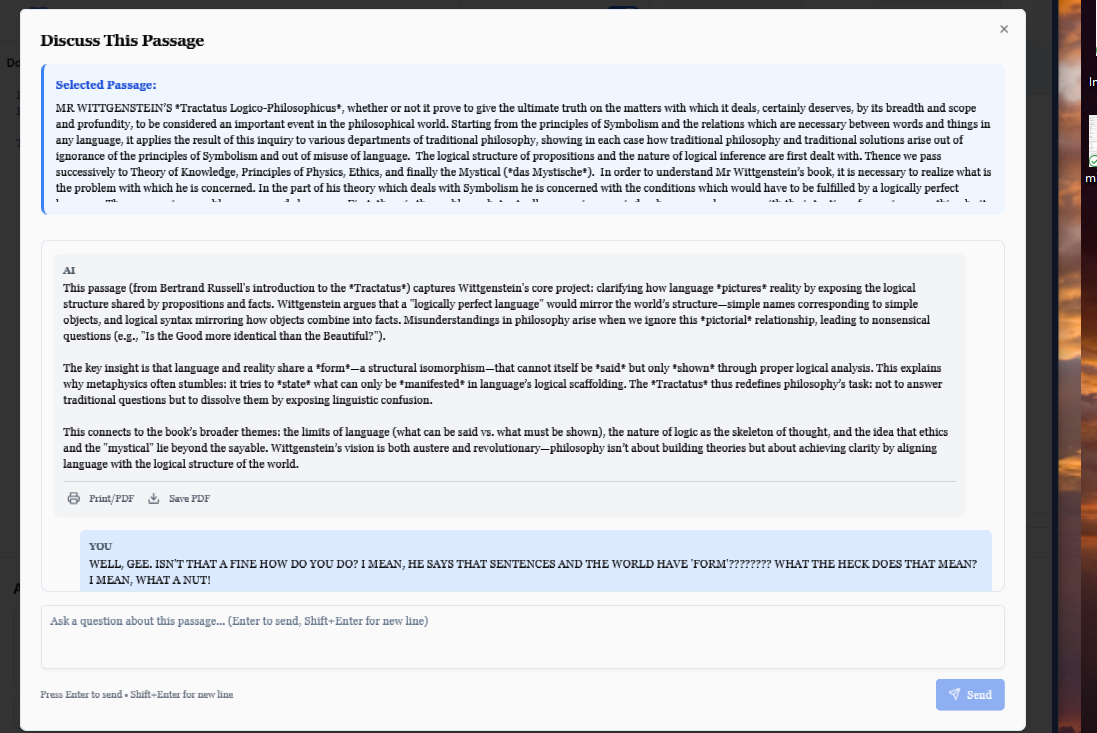 Discuss This Passage
Selected Passage:
MR WITTGENSTEIN'S *Tractatus Logico-Philosophicus*, whether or not it prove to give the ultimate truth on the matters with which it deals, certainly deserves, by its breadth and scope
and profundity, to be considered an important event in the philosophical world. Starting from the principles of Symbolism and the relations which are necessary between words and things in
any language, it applies the result of this inquiry to various departments of traditional philosophy, showing in each case how traditional philosophy and traditional solutions arise out of
ignorance of the principles of Symbolism and out of misuse of language.  The logical structure of propositions and the nature of logical inference are first dealt with. Thence we pass
successively to Theory of Knowledge, Principles of Physics, Ethics, and finally the Mystical (*das Mystische*).  In order to understand Mr Wittgenstein's book, it is necessary to realize what is
the problem with which he is concerned. In the part of his theory which deals with Symbolism he is concerned with the conditions which would have to be fulfilled by a logically perfect
AI
This passage (from Bertrand Russell's introduction to the *Tractatus*) captures Wittgenstein's core project: clarifying how language *pictures* reality by exposing the logical
structure shared by propositions and facts. Wittgenstein argues that a "logically perfect language" would mirror the world's structure—simple names corresponding to simple
objects, and logical syntax mirroring how objects combine into facts. Misunderstandings in philosophy arise when we ignore this *pictorial* relationship, leading to nonsensical
questions (e.g., "Is the Good more identical than the Beautiful?").
The key insight is that language and reality share a *form*—a structural isomorphism—that cannot itself be *said* but only *shown* through proper logical analysis. This explains
why metaphysics often stumbles: it tries to *state* what can only be *manifested* in language's logical scaffolding. The *Tractatus* thus redefines philosophy's task: not to answer
traditional questions but to dissolve them by exposing linguistic confusion.
This connects to the book's broader themes: the limits of language (what can be said vs. what must be shown), the nature of logic as the skeleton of thought, and the idea that ethics
and the "mystical" lie beyond the sayable. Wittgenstein's vision is both austere and revolutionary—philosophy isn't about building theories but about achieving clarity by aligning
language with the logical structure of the world.
Print/PDF Save PDF
YOU
WELL, GEE. ISN'T THAT A FINE HOW DO YOU DO? I MEAN, HE SAYS THAT SENTENCES AND THE WORLD HAVE 'FORM'???????? WHAT THE HECK DOES THAT MEAN?
I MEAN, WHAT A NUT!
Ask a question about this passage... (Enter to send, Shift+Enter for new line)
Press Enter to send • Shift+Enter for new line
Send